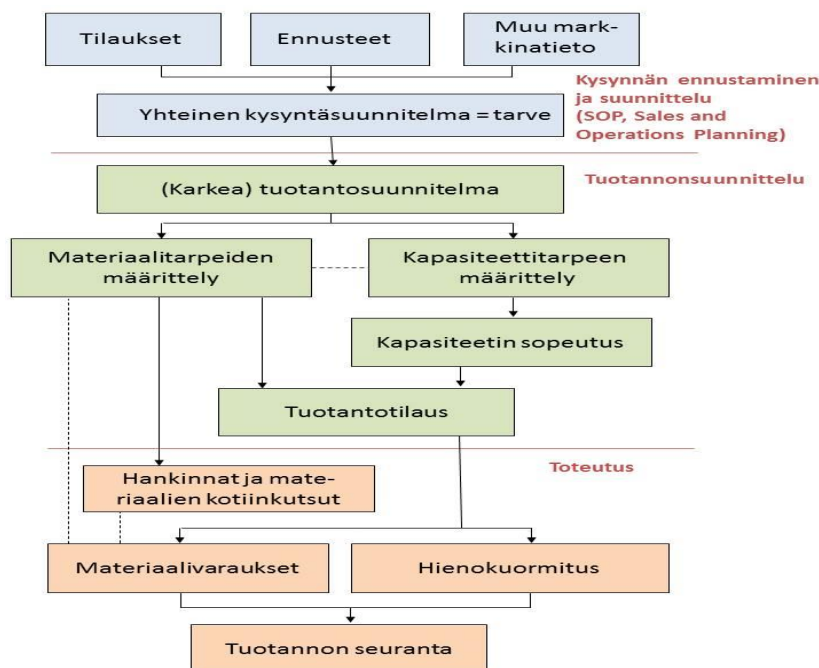 Tilaukset
Ennusteet
Muu mark-
kinatieto
Kysynnän ennustaminen
ja suunnittelu
(SOP, Sales and
Operations Planning)
Yhteinen kysyntäsuunnitelma = tarve
Tuotannonsuunnittelu
(Karkea) tuotantosuunnitelma
Materiaalitarpeiden
määrittely
Kapasiteettitarpeen
määrittely
Kapasiteetin sopeutus
Tuotantotilaus
Toteutus
Hankinnat ja mate-
riaalien kotiinkutsut
Materiaalivaraukset
Hienokuormitus
Tuotannon seuranta